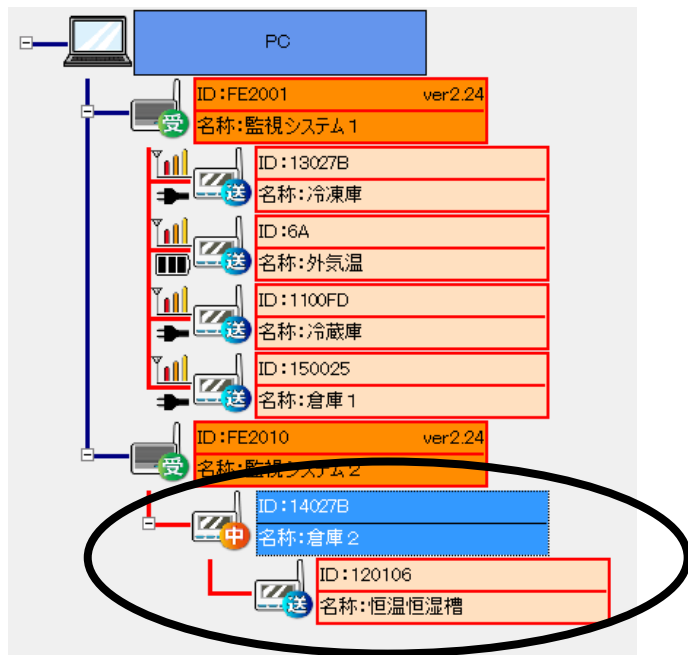 PC
ID:FE2001 ver2.24
受 名称:監視システム1
ID:13027B
送 名称:冷凍庫
ID:6A
送 名称:外気温
ID:1100FD
送 名称:冷蔵庫
ID:150025
送 名称:倉庫1
ID:FE2010 ver2.24
受 名称:監視システム2
ID:14027B
中 名称:倉庫2
ID:120106
送 名称:恒温恒湿槽